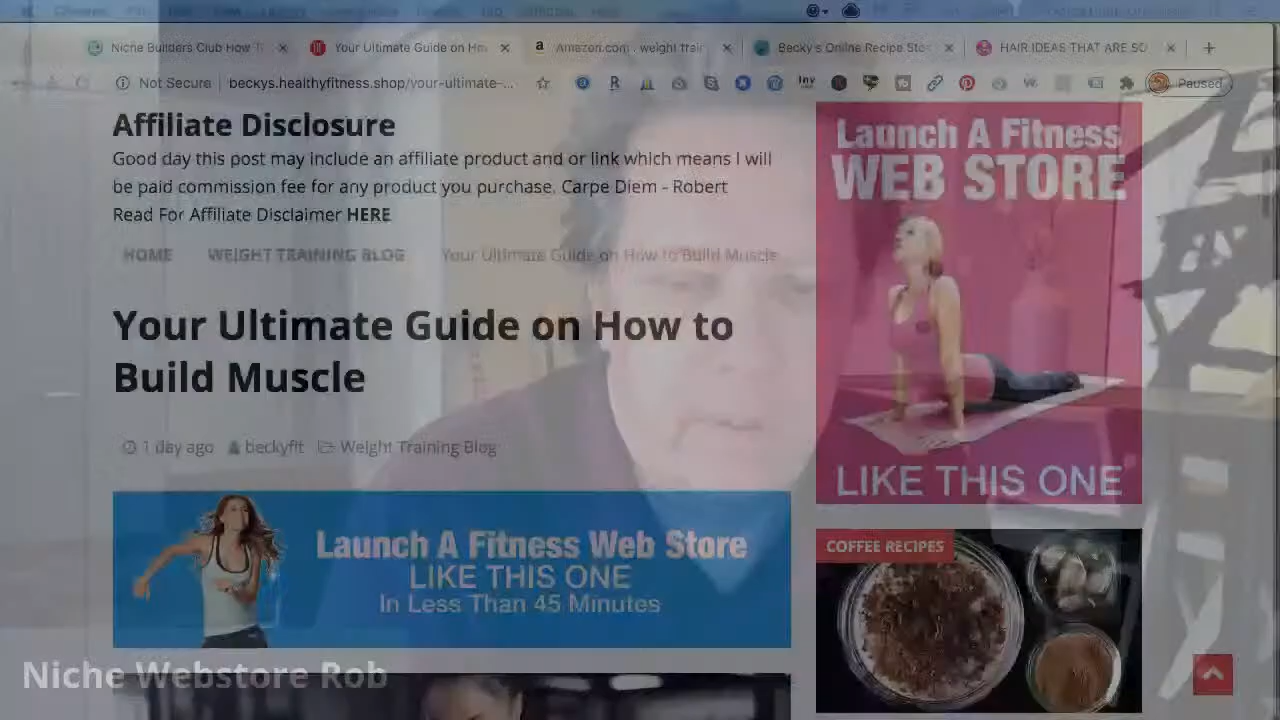 Niche Builders Club How T
Your Ultimate Guide on Ho
Amazon.com : weight train
Becky's Online Recipe Sto
HAIR IDEAS THAT ARE SO
Not Secure
beckys.healthyfitness.shop/your-ultimate-...
Paused
Affiliate Disclosure
Good day this post may include an affiliate product and or link which means I will
be paid commission fee for any product you purchase. Carpe Diem - Robert
Read For Affiliate Disclaimer HERE
HOME WEIGHT TRAINING BLOG Your Ultimate Guide on How to Build Muscle
Your Ultimate Guide on How to
Build Muscle
1 day ago beckyfit Weight Training Blog
Launch A Fitness Web Store
LIKE THIS ONE
In Less Than 45 Minutes
Launch A Fitness
WEB STORE
LIKE THIS ONE
COFFEE RECIPES
Niche Webstore Rob